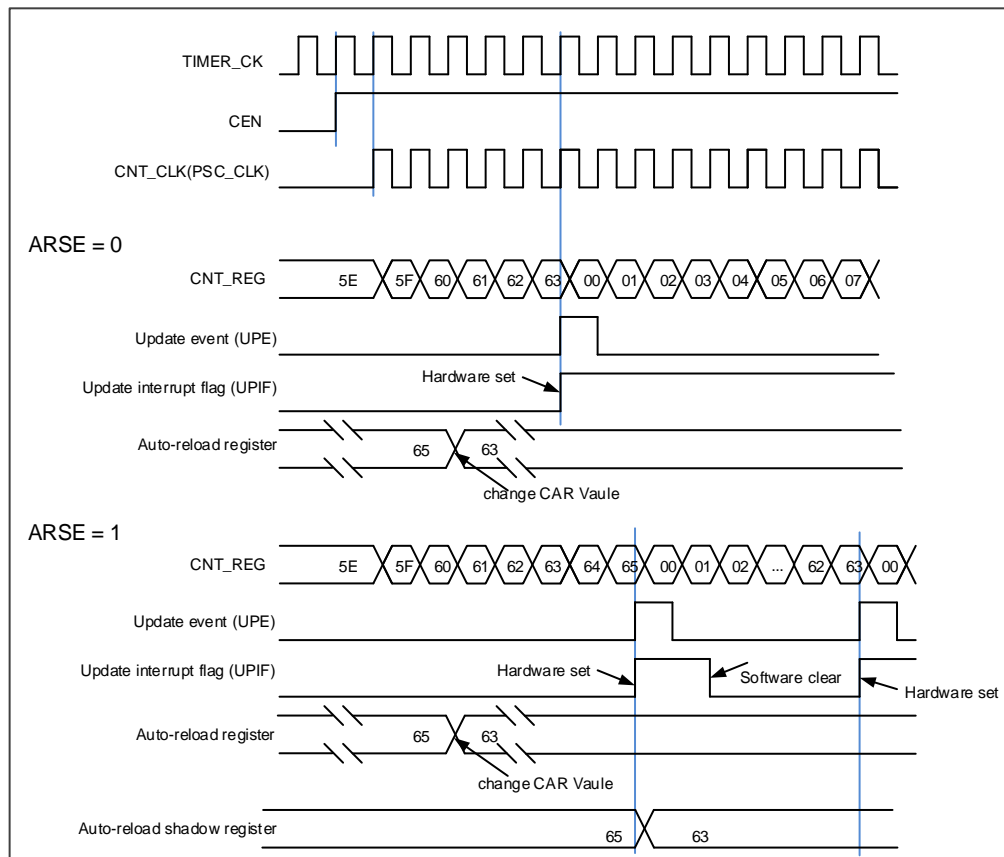 TIMER_CK
CEN
CNT_CLK(PSC_CLK)
ARSE = 0
CNT_REG 5E 5F 60 61 62 63 00 01 02 03 04 05 06 07
Update event (UPE)
Hardware set
Update interrupt flag (UPIF)
Auto-reload register 65 63
change CAR Vaule
ARSE = 1
CNT_REG 5E 5F 60 61 62 63 64 65 00 01 02 ... 62 63 00
Update event (UPE)
Update interrupt flag (UPIF) Hardware set Software clear Hardware set
Auto-reload register 65 63
change CAR Vaule
Auto-reload shadow register 65 63